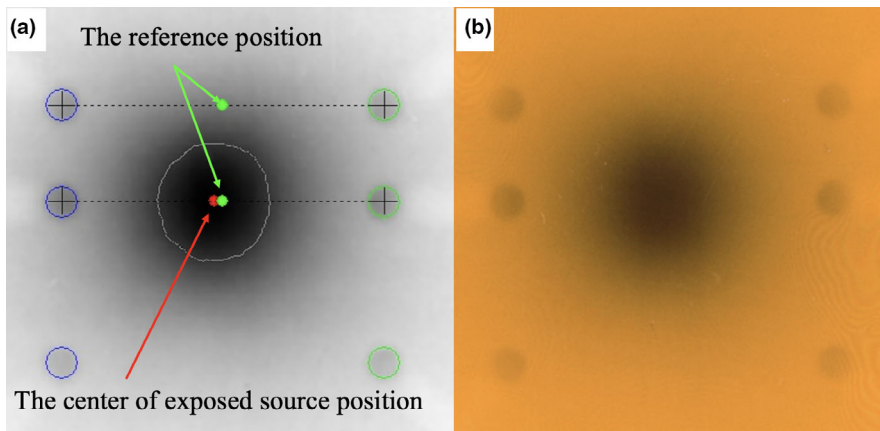 (a)
The reference position
The center of exposed source position
(b)